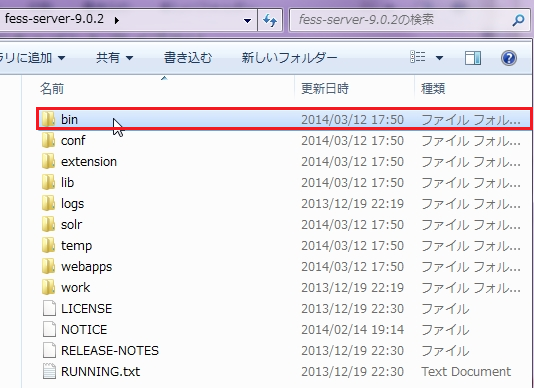 fess-server-9.0.2
fess-server-9.0.2の検索
ラリに追加 共有 書き込む 新しいフォルダー
名前 更新日時 種類
bin 2014/03/12 17:50 ファイル フォル...
conf 2014/03/12 17:50 ファイル フォル...
extension 2014/03/12 17:50 ファイル フォル...
lib 2014/03/12 17:50 ファイル フォル...
logs 2013/12/19 22:19 ファイル フォル...
solr 2014/03/12 17:50 ファイル フォル...
temp 2014/03/12 17:50 ファイル フォル...
webapps 2014/03/12 17:50 ファイル フォル...
work 2013/12/19 22:19 ファイル フォル...
LICENSE 2013/12/19 22:30 ファイル
NOTICE 2014/02/14 19:14 ファイル
RELEASE-NOTES 2013/12/19 22:30 ファイル
RUNNING.txt 2013/12/19 22:30 Text Document